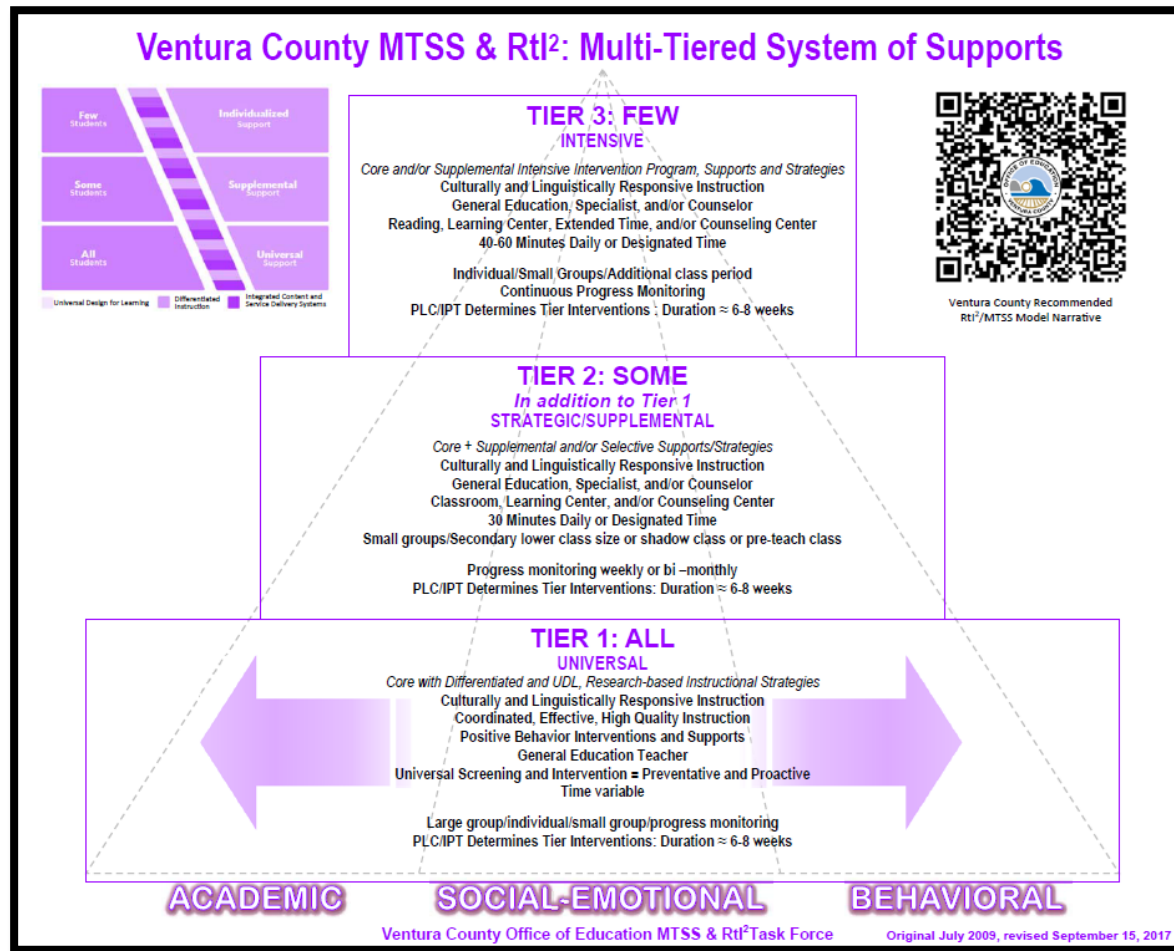 Ventura County MTSS & RtI²: Multi-Tiered System of Supports
Few
Students
Individualized
Support
Some
Students
Supplemental
Support
All
Students
Universal
Support
Universal Design for Learning
Differentiated
Instruction
Integrated Content and
Service Delivery Systems
TIER 3: FEW
INTENSIVE
Core and/or Supplemental Intensive Intervention Program, Supports and Strategies
Culturally and Linguistically Responsive Instruction
General Education, Specialist, and/or Counselor
Reading, Learning Center, Extended Time, and/or Counseling Center
40-60 Minutes Daily or Designated Time
Individual/Small Groups/Additional class period
Continuous Progress Monitoring
PLC/IPT Determines Tier Interventions : Duration ≈ 6-8 weeks
OFFICE OF EDUCATION
VENTURA COUNTY
Ventura County Recommended
RtI²/MTSS Model Narrative
TIER 2: SOME
In addition to Tier 1
STRATEGIC/SUPPLEMENTAL
Core + Supplemental and/or Selective Supports/Strategies
Culturally and Linguistically Responsive Instruction
General Education, Specialist, and/or Counselor
Classroom, Learning Center, and/or Counseling Center
30 Minutes Daily or Designated Time
Small groups/Secondary lower class size or shadow class or pre-teach class
Progress monitoring weekly or bi –monthly
PLC/IPT Determines Tier Interventions: Duration ≈ 6-8 weeks
TIER 1: ALL
UNIVERSAL
Core with Differentiated and UDL, Research-based Instructional Strategies
Culturally and Linguistically Responsive Instruction
Coordinated, Effective, High Quality Instruction
Positive Behavior Interventions and Supports
General Education Teacher
Universal Screening and Intervention = Preventative and Proactive
Time variable
Large group/individual/small group/progress monitoring
PLC/IPT Determines Tier Interventions: Duration ≈ 6-8 weeks
ACADEMIC
SOCIAL-EMOTIONAL
BEHAVIORAL
Ventura County Office of Education MTSS & RtI²Task Force
Original July 2009, revised September 15, 2017